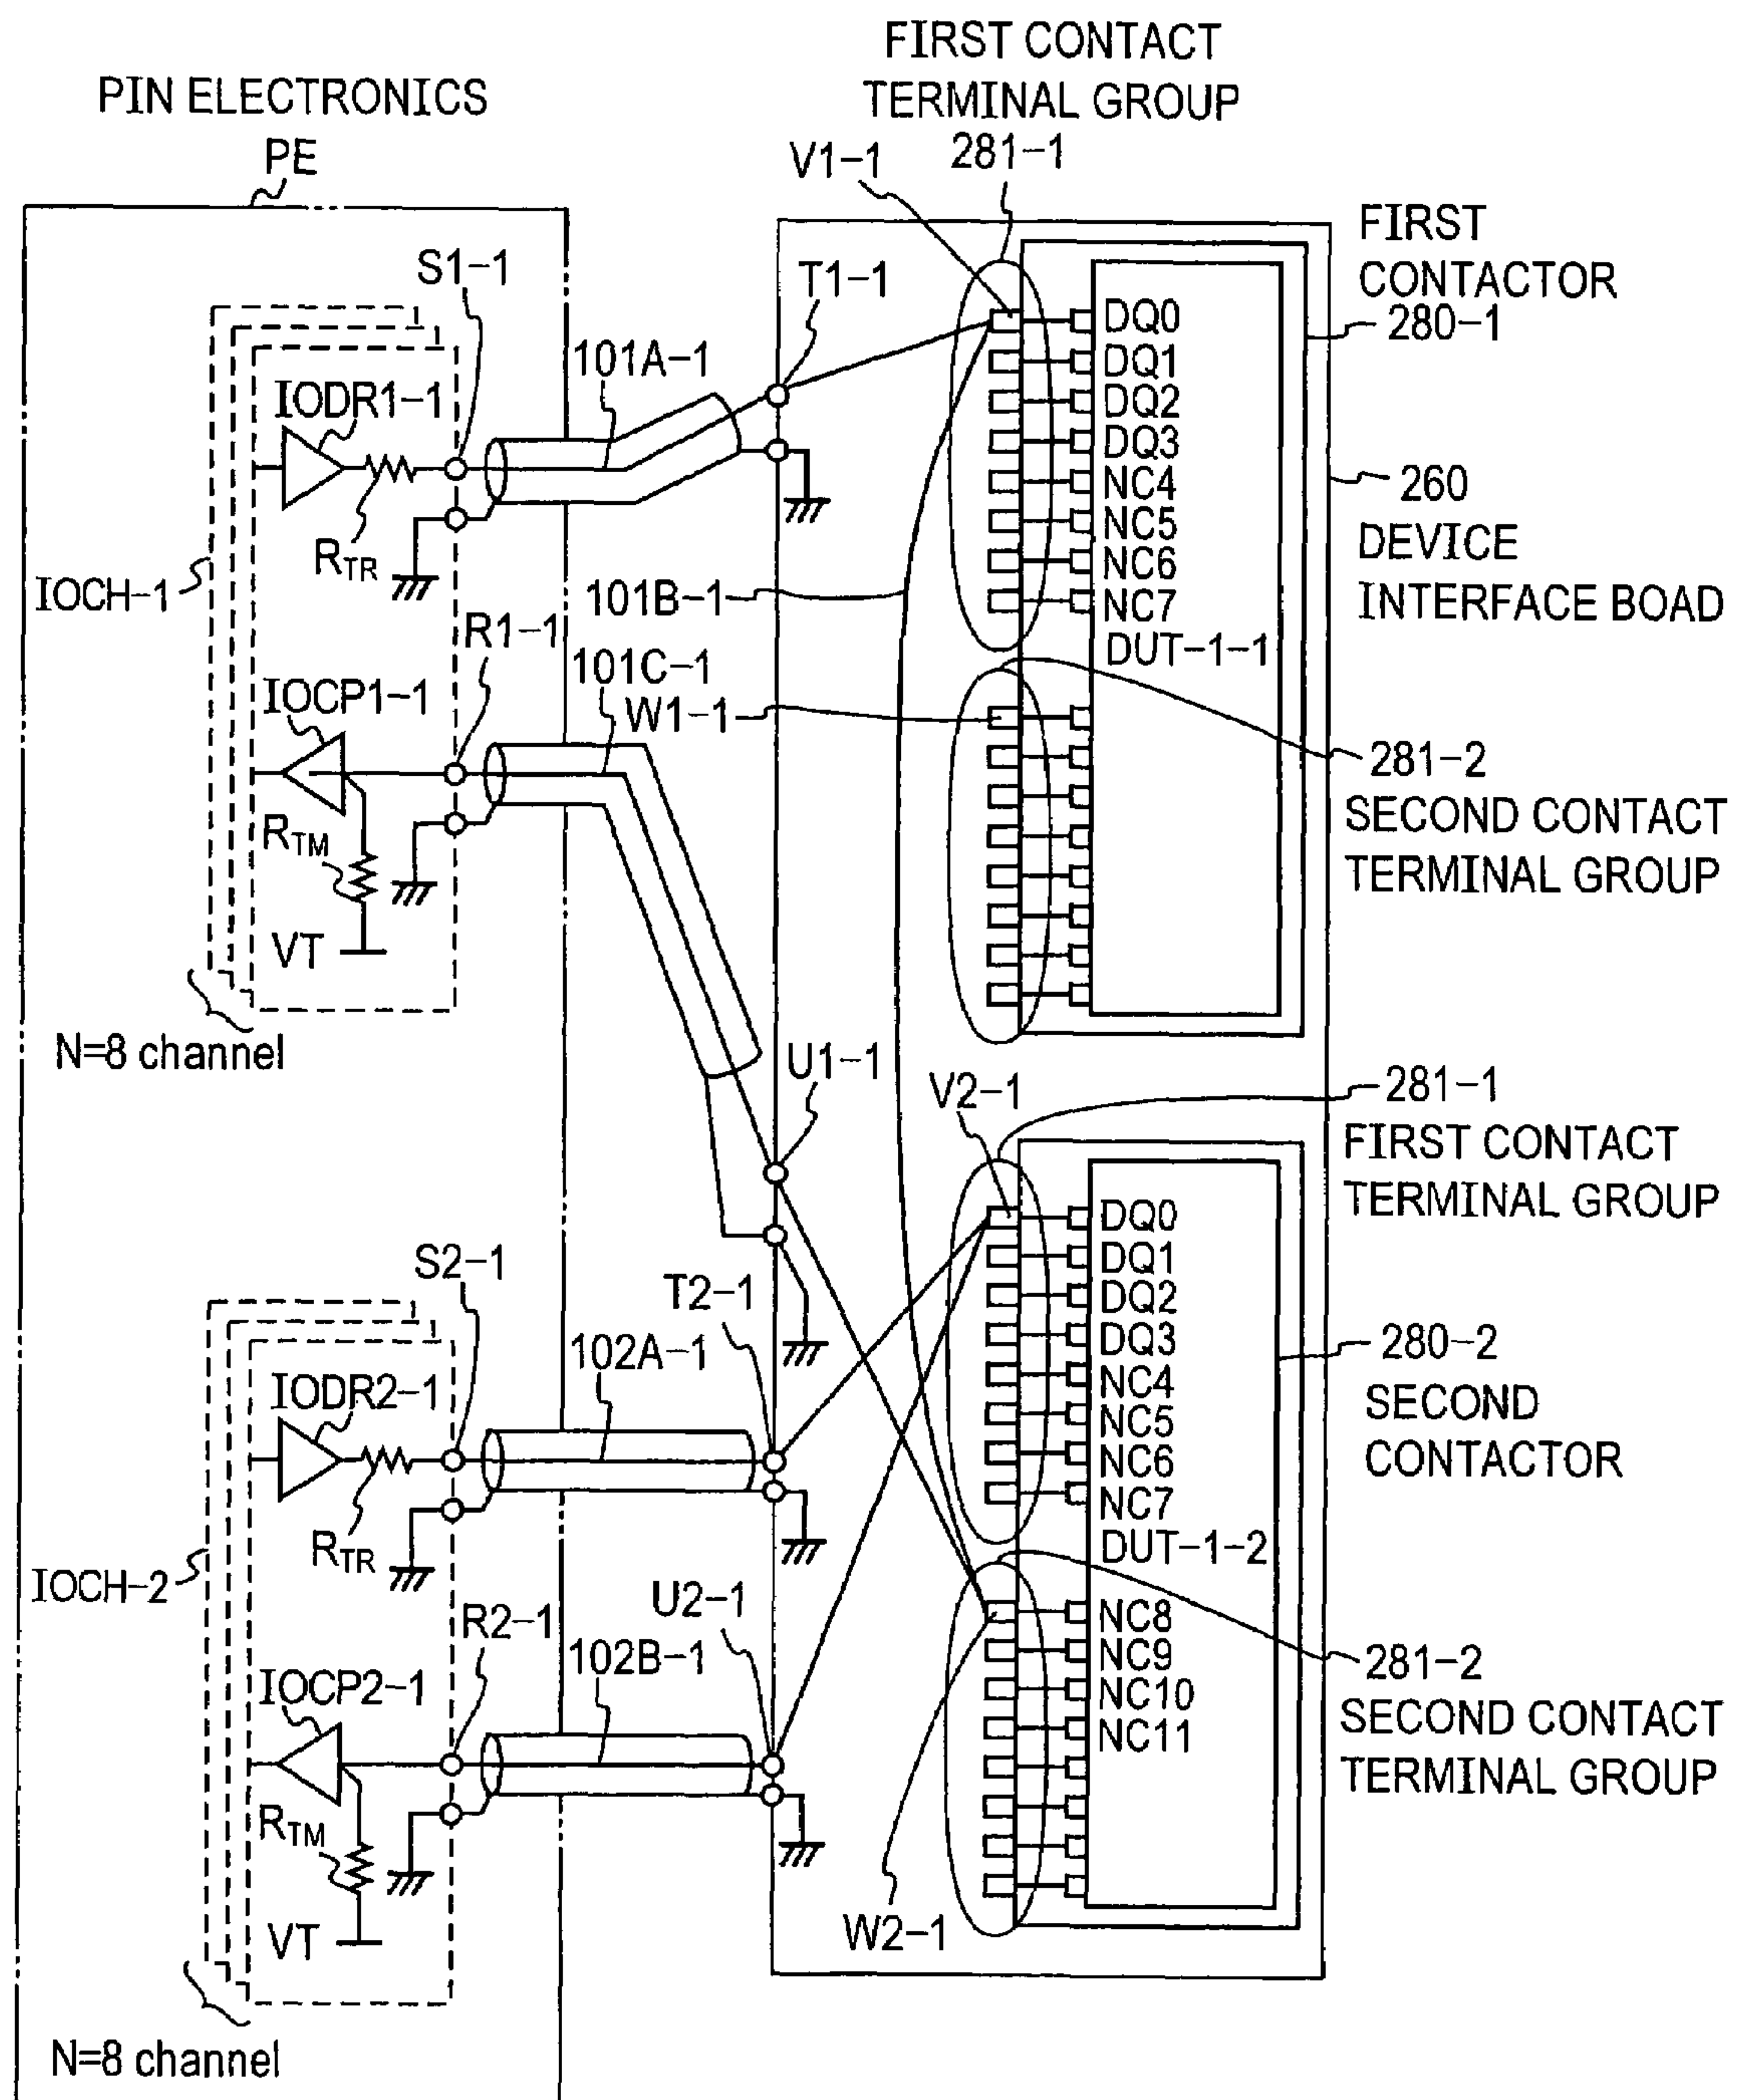 FIRST CONTACT
TERMINAL GROUP
281-1
PIN ELECTRONICS
PE
V1-1
FIRST
CONTACTOR
280-1
S1-1
T1-1
101A-1
IODR1-1
RTR
IOCH-1
DQ0
DQ1
DQ2
DQ3
NC4
NC5
NC6
NC7
DUT-1-1
260
DEVICE
INTERFACE BOAD
101B-1
R1-1
101C-1
W1-1
IOCP1-1
RTM
VT
N=8 channel
281-2
SECOND CONTACT
TERMINAL GROUP
U1-1
V2-1
281-1
FIRST CONTACT
TERMINAL GROUP
S2-1
T2-1
102A-1
IODR2-1
RTR
IOCH-2
DQ0
DQ1
DQ2
DQ3
NC4
NC5
NC6
NC7
DUT-1-2
280-2
SECOND
CONTACTOR
U2-1
R2-1
102B-1
IOCP2-1
RTM
VT
N=8 channel
NC8
NC9
NC10
NC11
281-2
SECOND CONTACT
TERMINAL GROUP
W2-1